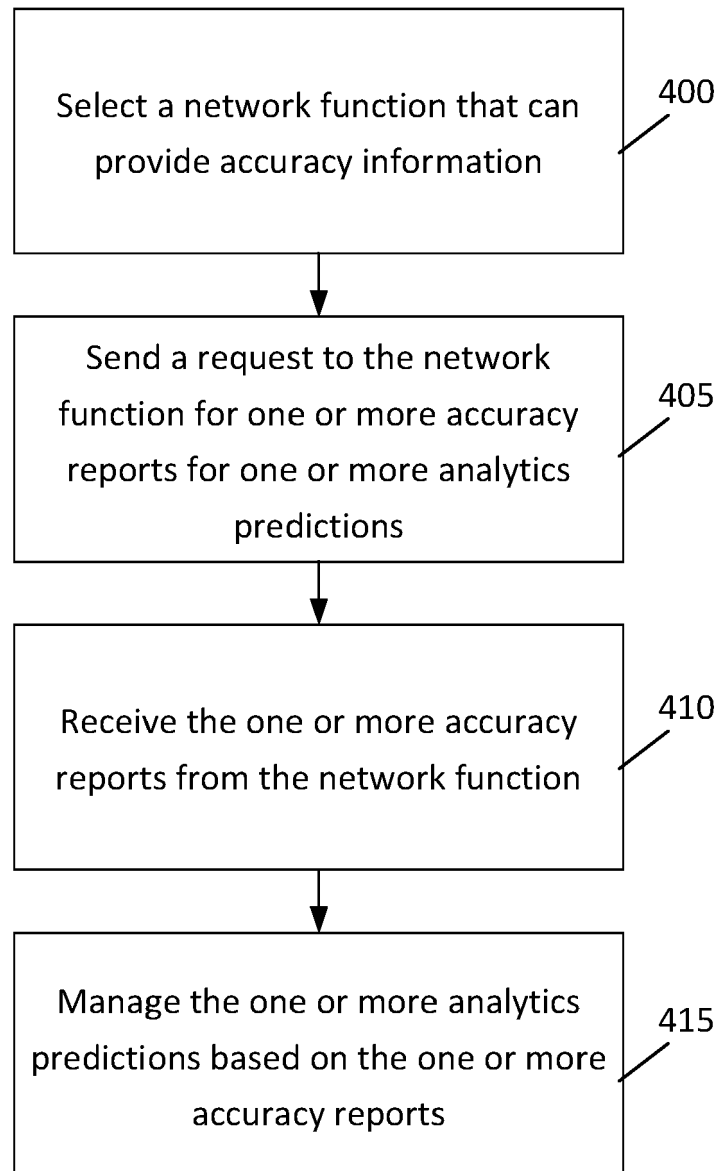 Select a network function that can
provide accuracy information
400
Send a request to the network
function for one or more accuracy
reports for one or more analytics
predictions
405
Receive the one or more accuracy
reports from the network function
410
Manage the one or more analytics
predictions based on the one or more
accuracy reports
415